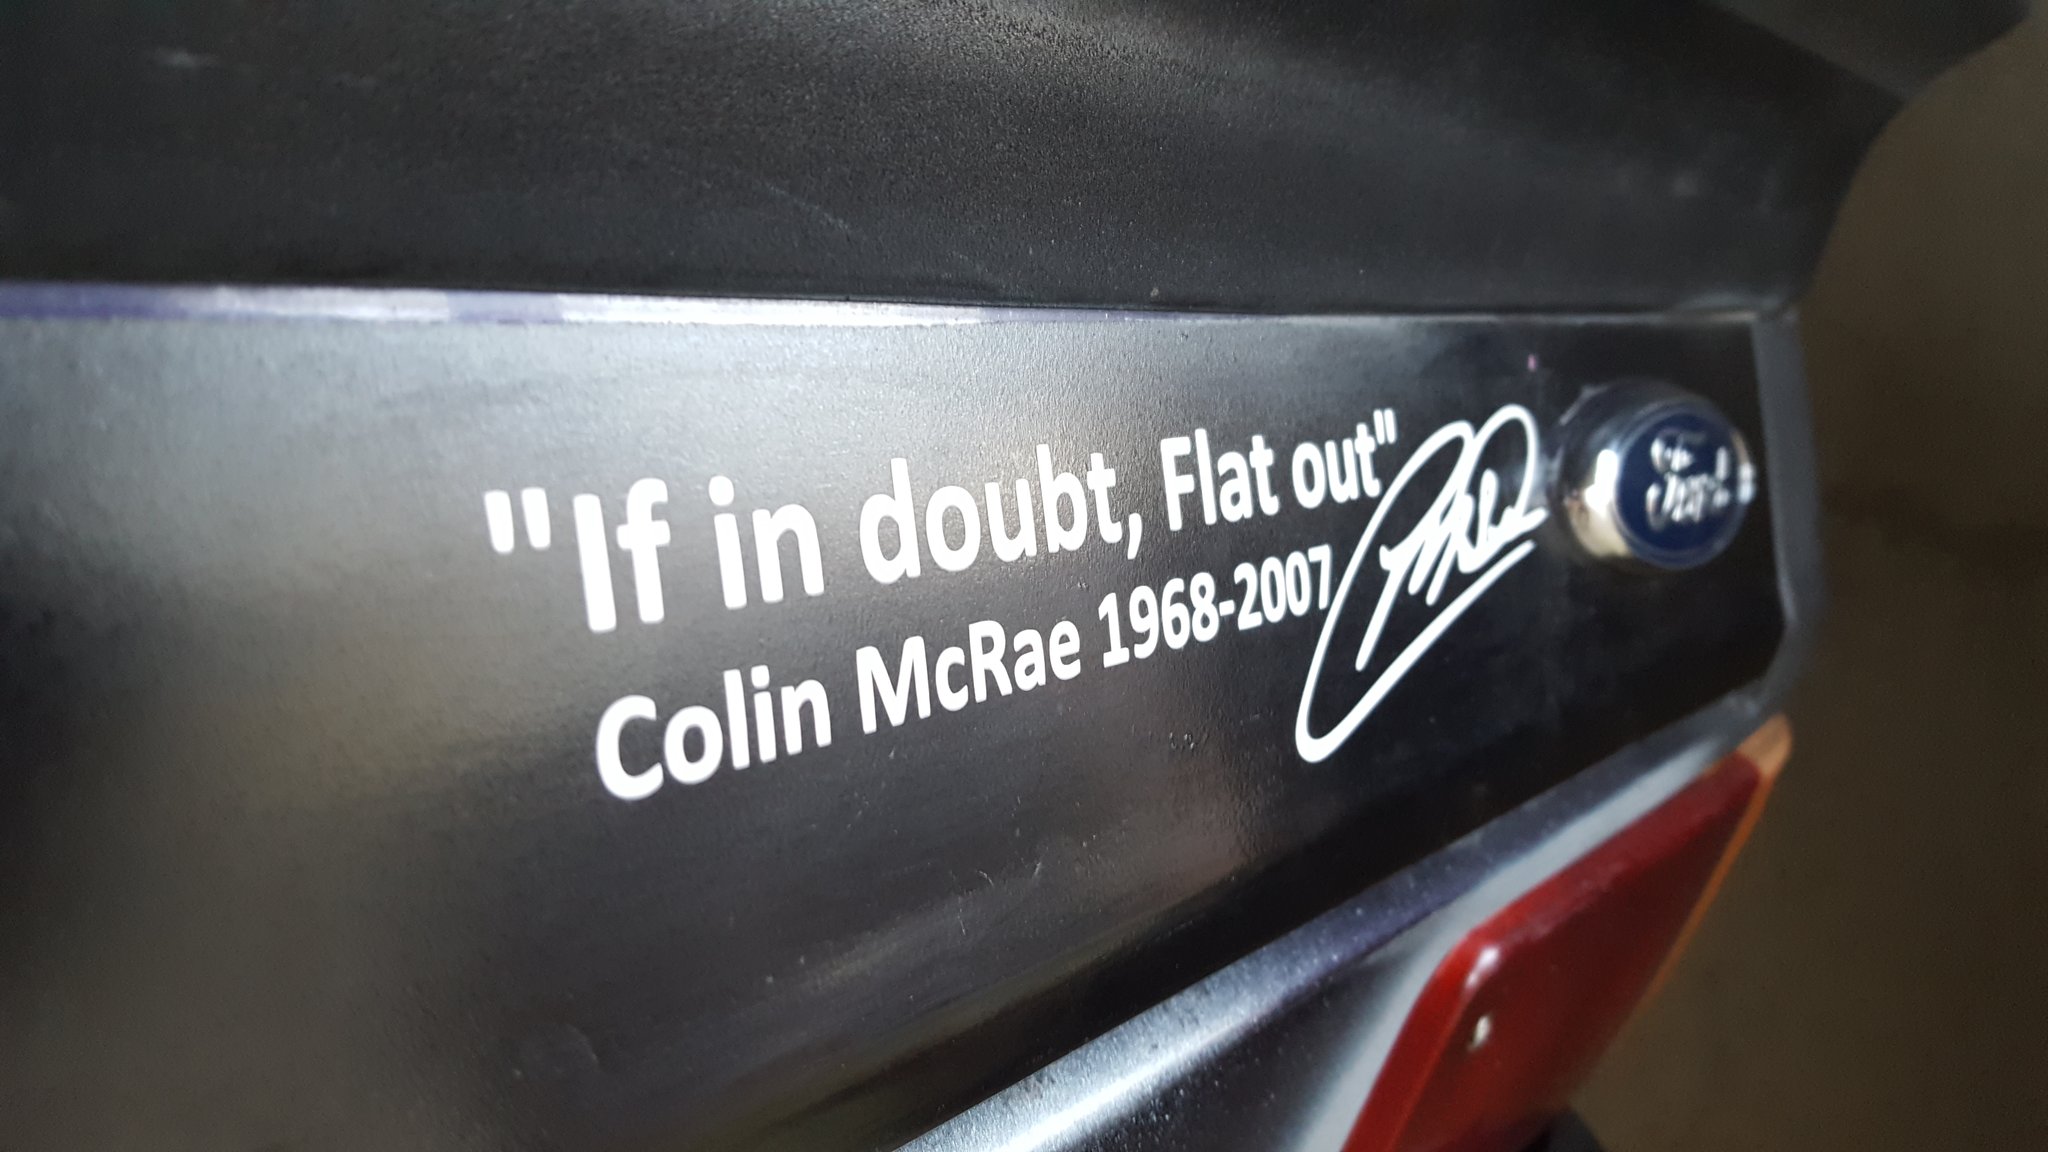 "If in doubt, Flat out"
Colin McRae 1968-2007
Ford